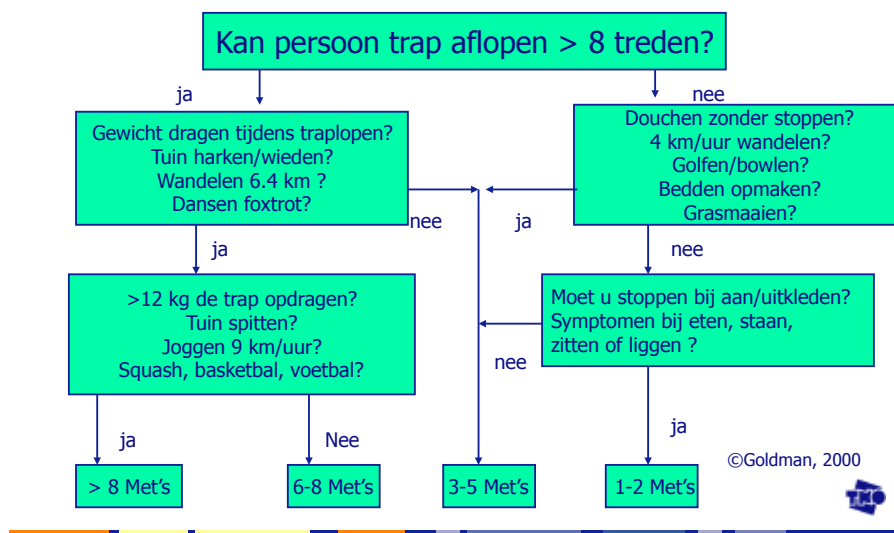 Kan persoon trap aflopen > 8 treden?
ja
nee
Gewicht dragen tijdens traplopen?
Tuin harken/wieden?
Wandelen 6.4 km ?
Dansen foxtrot?
Douchen zonder stoppen?
4 km/uur wandelen?
Golfen/bowlen?
Bedden opmaken?
Grasmaaien?
nee
ja
ja
nee
>12 kg de trap opdragen?
Tuin spitten?
Joggen 9 km/uur?
Squash, basketbal, voetbal?
Moet u stoppen bij aan/uitkleden?
Symptomen bij eten, staan,
zitten of liggen ?
nee
ja
Nee
ja
©Goldman, 2000
> 8 Met's
6-8 Met's
3-5 Met's
1-2 Met's